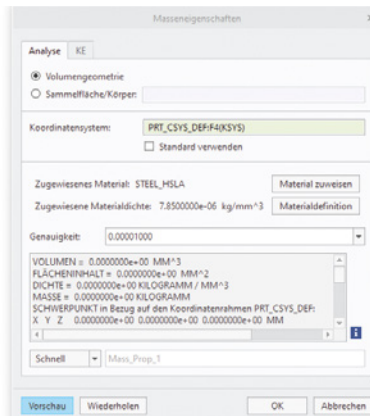 Masseneigenschaften
Analyse KE
Volumengeometrie
Sammelfläche/Körper:
Koordinatensystem: PRT_CSYS_DEF:F4(KSYS)
Standard verwenden
Zugewiesenes Material: STEEL_HSLA Material zuweisen
Zugewiesene Materialdichte: 7.8500000e-06 kg/mm^3 Materialdefinition
Genauigkeit: 0.00001000
VOLUMEN = 0.0000000e+00 MM^3
FLÄCHENINHALT = 0.0000000e+00 MM^2
DICHTE = 0.0000000e+00 KILOGRAMM / MM^3
MASSE = 0.0000000e+00 KILOGRAMM
SCHWERPUNKT in Bezug auf den Koordinatenrahmen PRT_CSYS_DEF:
X Y Z 0.0000000e+00 0.0000000e+00 0.0000000e+00 MM
Schnell Mass_Prop_1
Vorschau Wiederholen OK Abbrechen